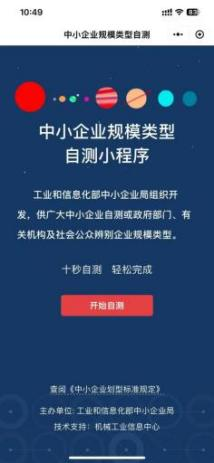 10:49
中小企业规模类型自测
中小企业规模类型
自测小程序
工业和信息化部中小企业局组织开
发，供广大中小企业自测或政府部门、有
关机构及社会公众辨别企业规模类型。
十秒自测 轻松完成
开始自测
查阅《中小企业划型标准规定》
主办单位: 工业和信息化部中小企业局
技术支持: 机械工业信息中心